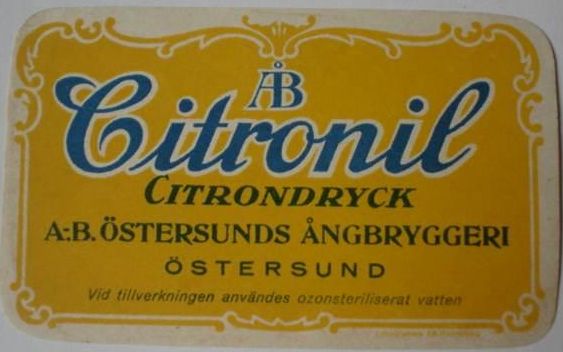 ÅB
Citronil
CITRONDRYCK
A.-B. ÖSTERSUNDS ÅNGBRYGGERI
ÖSTERSUND
Vid tillverkningen användes ozonsteriliserat vatten